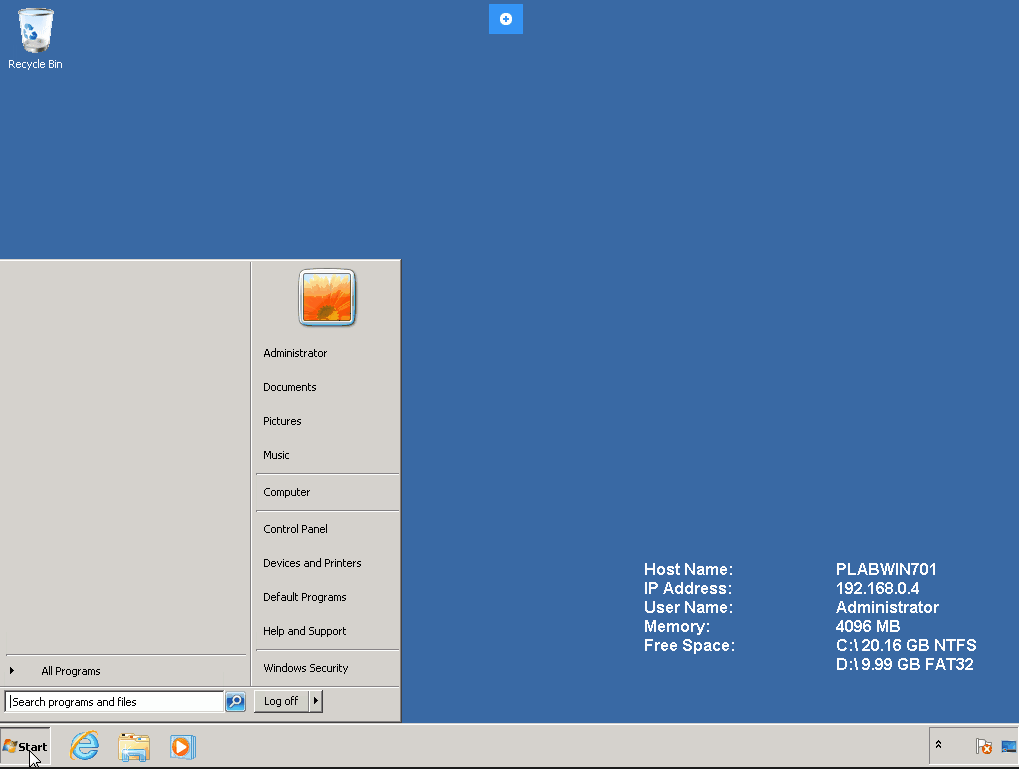 Recycle Bin
Administrator
Documents
Pictures
Music
Computer
Control Panel
Devices and Printers
Default Programs
Help and Support
Windows Security
All Programs
Search programs and files
Log off
Host Name: PLABWIN701
IP Address: 192.168.0.4
User Name: Administrator
Memory: 4096 MB
Free Space: C:\ 20.16 GB NTFS
D:\ 9.99 GB FAT32
Start